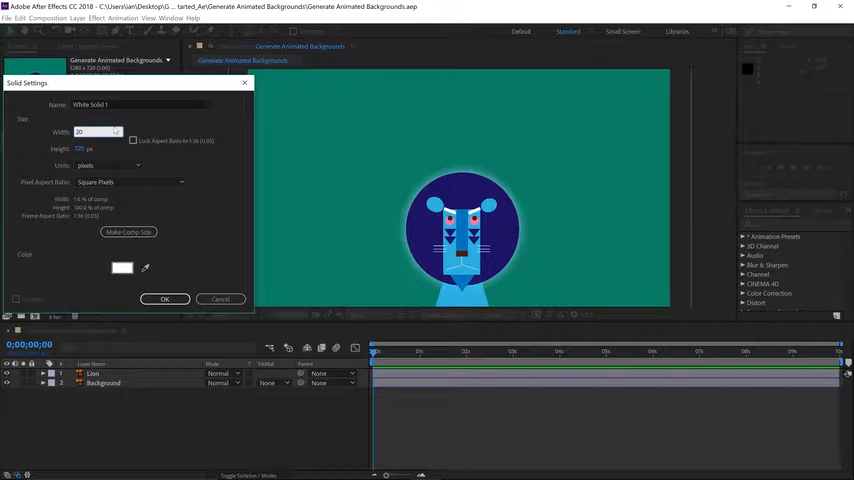 Adobe After Effects CC 2018 - C:\Users\ian\Desktop\G ... tarted_Ae\Generate Animated Backgrounds\Generate Animated Backgrounds.aep
File Edit Composition Layer Effect Animation View Window Help
Generate Animated Backgrounds
Default Standard Small Screen Libraries
Generate Animated Backgrounds
1280 x 720 (1.00)
Generate Animated Backgrounds
Solid Settings
Name: White Solid 1
Size
Width: 20
Lock Aspect Ratio to 1:36 (0.03)
Height: 720 px
Units: pixels
Pixel Aspect Ratio: Square Pixels
Width: 1.6 % of comp
Height: 100.0 % of comp
Frame Aspect Ratio: 1:36 (0.03)
Make Comp Size
Color
OK Cancel
* Animation Presets
3D Channel
Audio
Blur & Sharpen
Channel
CINEMA 4D
Color Correction
Distort
8 bpc
0;00;00;00
# Layer Name Mode T TrkMat Parent
01s 02s 03s 04s 05s 06s 07s 08s 09s 10s
1 Lion Normal None
2 Background Normal None None
Toggle Switches / Modes